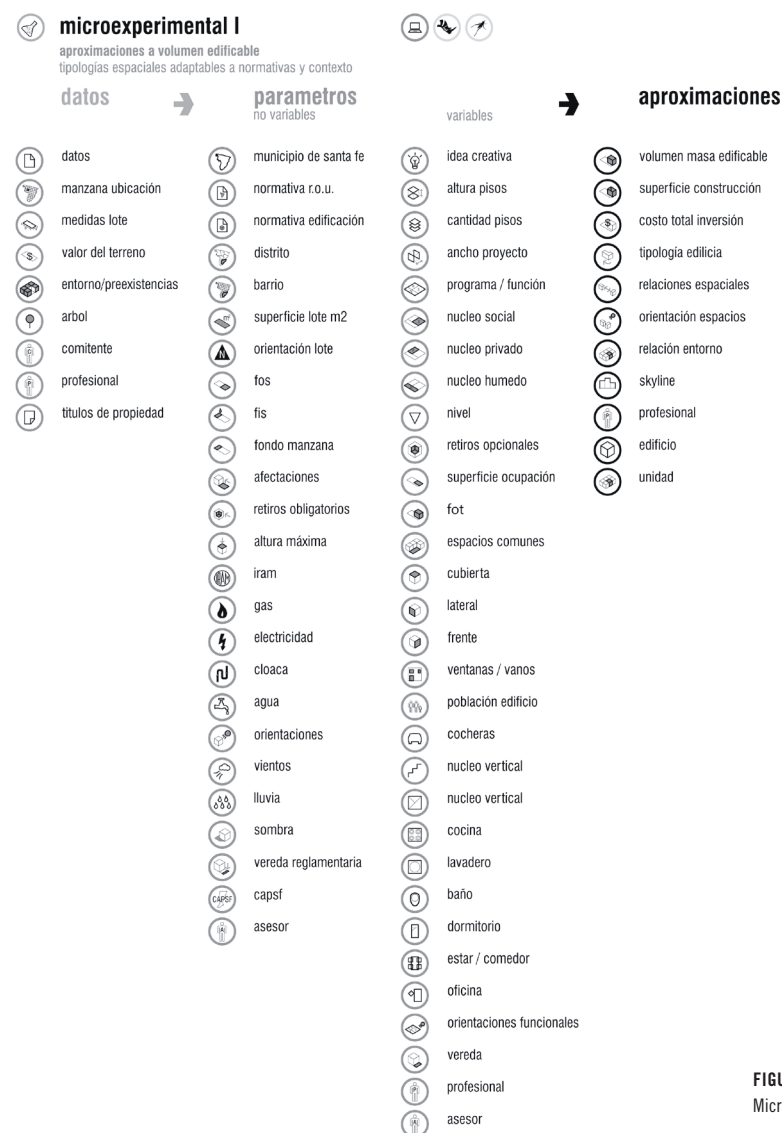 microexperimental I
aproximaciones a volumen edificable
tipologías espaciales adaptables a normativas y contexto
datos
parametros
no variables
variables
aproximaciones
datos
manzana ubicación
medidas lote
valor del terreno
entorno/preexistencias
arbol
comitente
profesional
titulos de propiedad
municipio de santa fe
normativa r.o.u.
normativa edificación
distrito
barrio
superficie lote m2
orientación lote
fos
fis
fondo manzana
afectaciones
retiros obligatorios
altura máxima
iram
gas
electricidad
cloaca
agua
orientaciones
vientos
lluvia
sombra
vereda reglamentaria
CAPSF
capsf
asesor
idea creativa
altura pisos
cantidad pisos
ancho proyecto
programa / función
nucleo social
nucleo privado
nucleo humedo
nivel
retiros opcionales
superficie ocupación
fot
espacios comunes
cubierta
lateral
frente
ventanas / vanos
población edificio
cocheras
nucleo vertical
nucleo vertical
cocina
lavadero
baño
dormitorio
estar / comedor
oficina
orientaciones funcionales
vereda
profesional
asesor
volumen masa edificable
superficie construcción
costo total inversión
tipología edilicia
relaciones espaciales
orientación espacios
relación entorno
skyline
profesional
edificio
unidad
FIGU
Micr